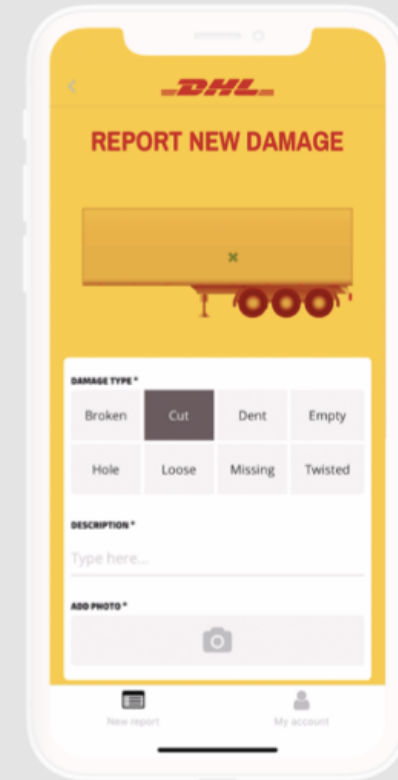 DHL
REPORT NEW DAMAGE
DAMAGE TYPE *
Broken Cut Dent Empty
Hole Loose Missing Twisted
DESCRIPTION *
Type here...
ADD PHOTO *
New report My account